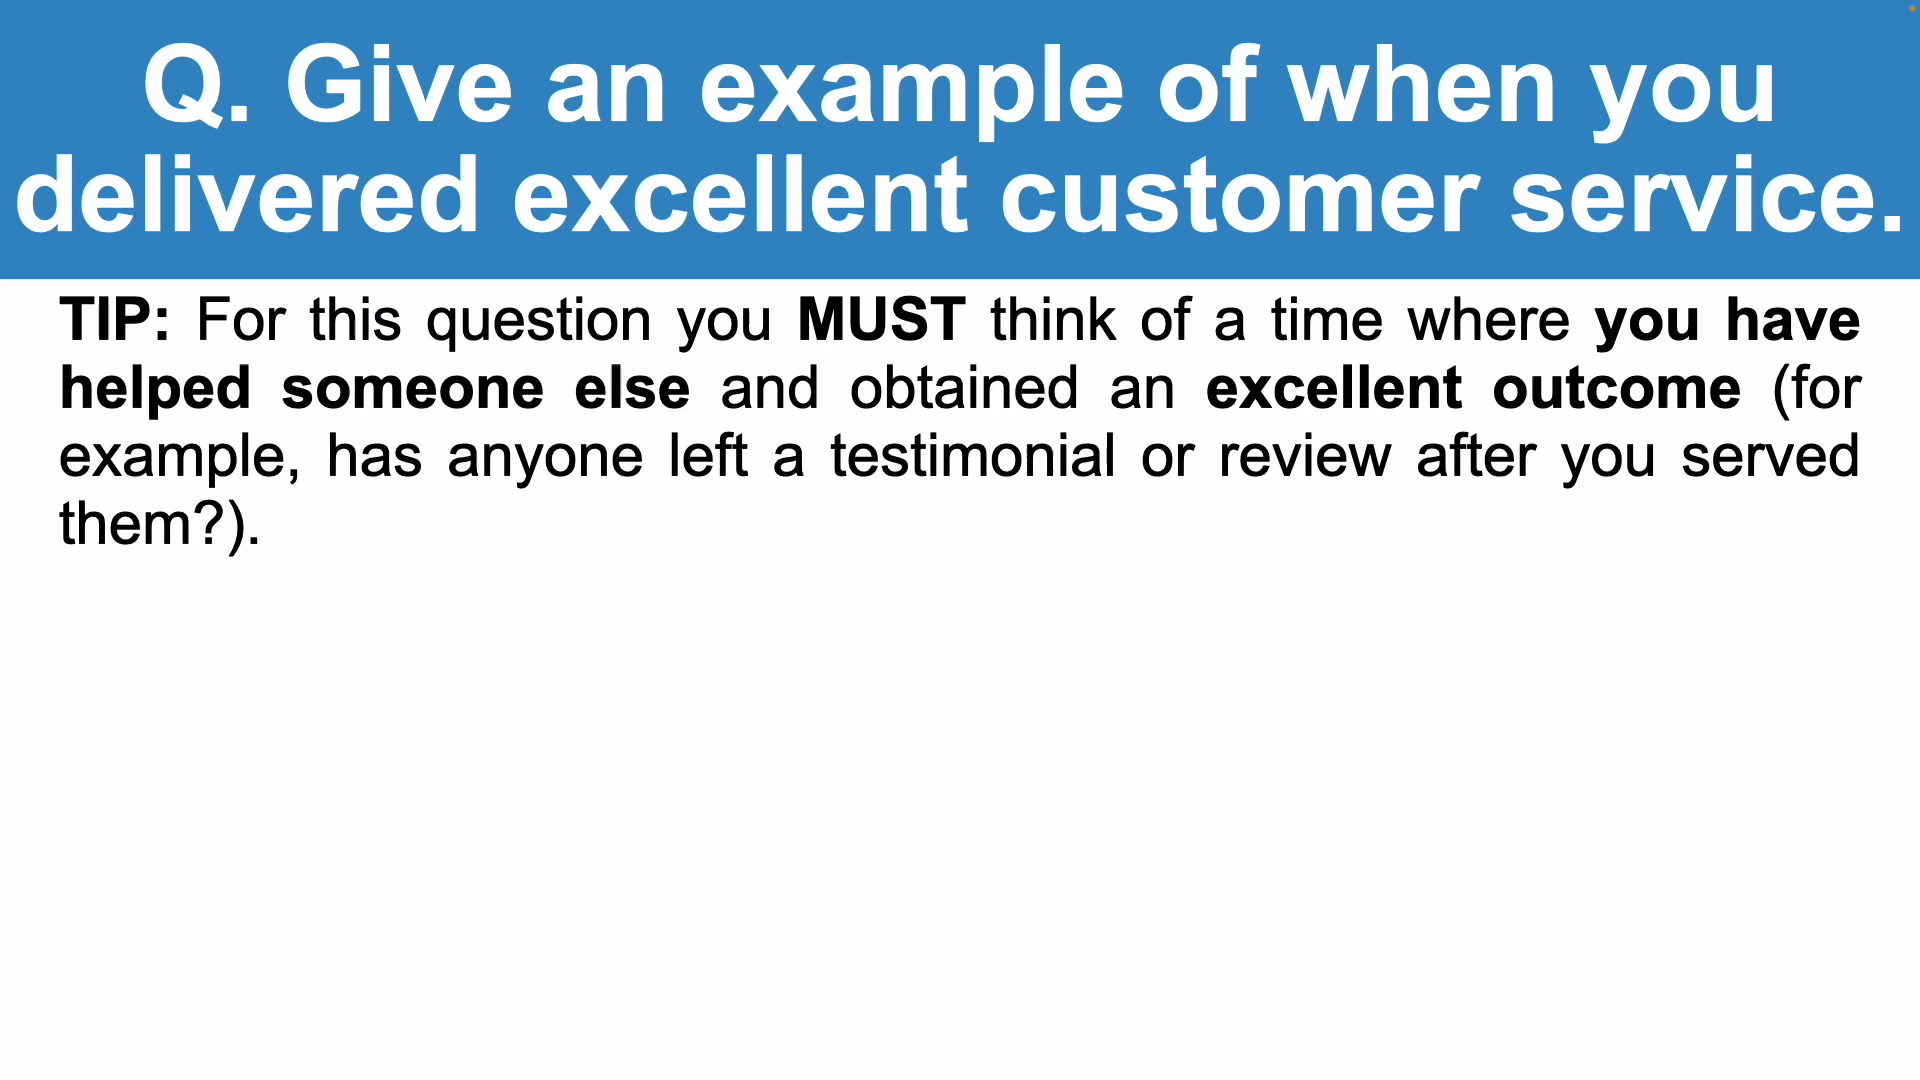 Q. Give an example of when you
delivered excellent customer service.
TIP: For this question you MUST think of a time where you have
helped someone else and obtained an excellent outcome (for
example, has anyone left a testimonial or review after you served
them?).